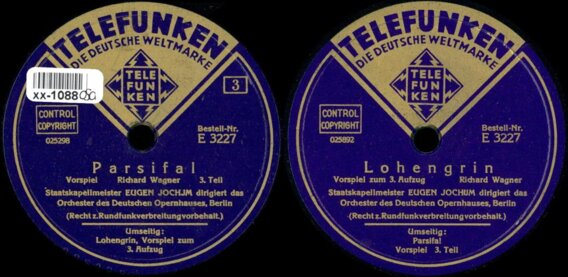 TELEFUNKEN
DIE DEUTSCHE WELTMARKE
TELE
FUN
KEN
3
xx-1088
CONTROL
COPYRIGHT
025298
Bestell-Nr.
E 3227
Parsifal
Vorspiel Richard Wagner 3. Teil
Staatskapellmeister EUGEN JOCHJM dirigiert das
Orchester des Deutschen Opernhauses, Berlin
(Recht z. Rundfunkverbreitung vorbehalt.)
Umseitig:
Lohengrin, Vorspiel zum
3. Aufzug
TELEFUNKEN
DIE DEUTSCHE WELTMARKE
TELE
FUN
KEN
CONTROL
COPYRIGHT
025892
Bestell-Nr.
E 3227
Lohengrin
Vorspiel zum 3. Aufzug Richard Wagner
Staatskapellmeister EUGEN JOCHUM dirigiert das
Orchester des Deutschen Opernhauses, Berlin
(Recht z. Rundfunkverbreitung vorbehalt.)
Umseitig:
Parsifal
Vorspiel 3. Teil